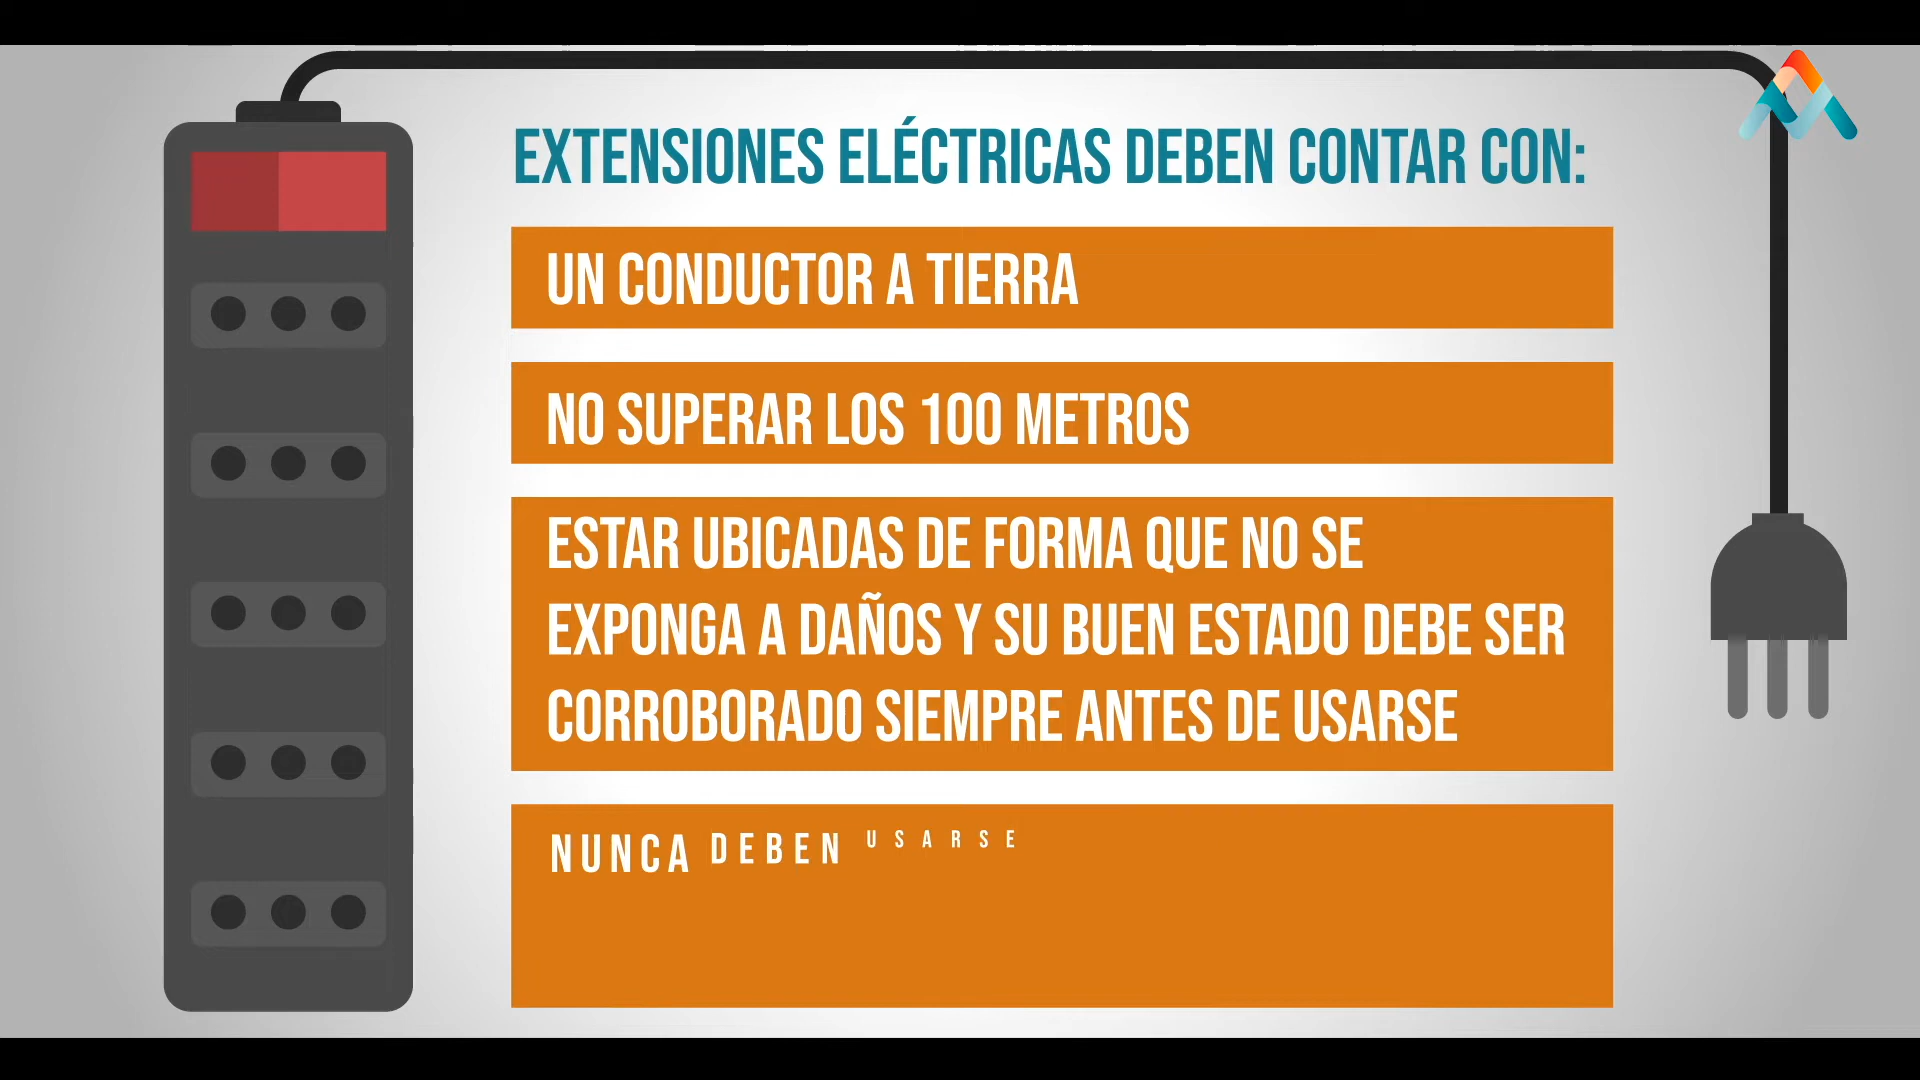 EXTENSIONES ELÉCTRICAS DEBEN CONTAR CON:
UN CONDUCTOR A TIERRA
NO SUPERAR LOS 100 METROS
ESTAR UBICADAS DE FORMA QUE NO SE
EXPONGA A DAÑOS Y SU BUEN ESTADO DEBE SER
CORROBORADO SIEMPRE ANTES DE USARSE
NUNCA DEBEN USARSE